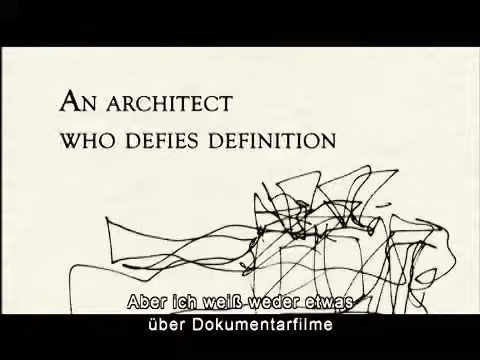 AN ARCHITECT
WHO DEFIES DEFINITION
Aber ich weiß weder etwas
über Dokumentarfilme